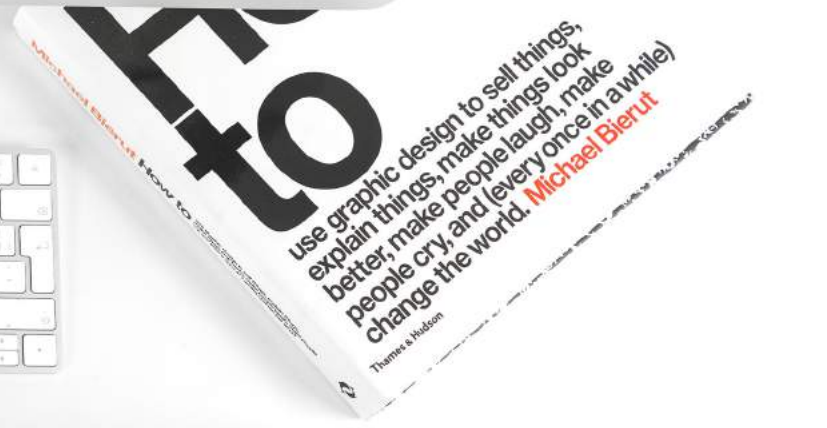 Ho
to
use graphic design to sell things,
explain things, make things look
better, make people laugh, make
people cry, and (every once in a while)
change the world. Michael Bierut
Thames & Hudson
Michael Bierut How to